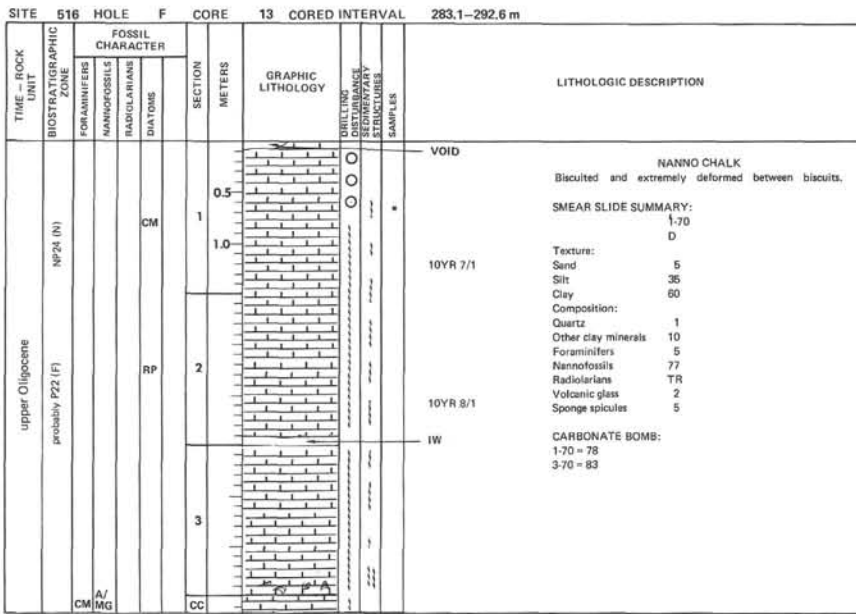 SITE 516 HOLE F CORE 13 CORED INTERVAL 283.1–292.6 m
TIME – ROCK UNIT
BIOSTRATIGRAPHIC ZONE
FOSSIL CHARACTER
FORAMINIFERS
NANNOFOSSILS
RADIOLARIANS
DIATOMS
SECTION
METERS
GRAPHIC LITHOLOGY
DRILLING DISTURBANCE
SEDIMENTARY STRUCTURES
SAMPLES
LITHOLOGIC DESCRIPTION
upper Oligocene
NP24 (N)
probably P22 (F)
CM
RP
CM
A/
MG
1
0.5
1.0
2
3
CC
*
VOID
10YR 7/1
10YR 8/1
IW
NANNO CHALK
Biscuited and extremely deformed between biscuits.
SMEAR SLIDE SUMMARY:
1-70
D
Texture:
Sand 5
Silt 35
Clay 60
Composition:
Quartz 1
Other clay minerals 10
Foraminifers 5
Nannofossils 77
Radiolarians TR
Volcanic glass 2
Sponge spicules 5
CARBONATE BOMB:
1-70 = 78
3-70 = 83